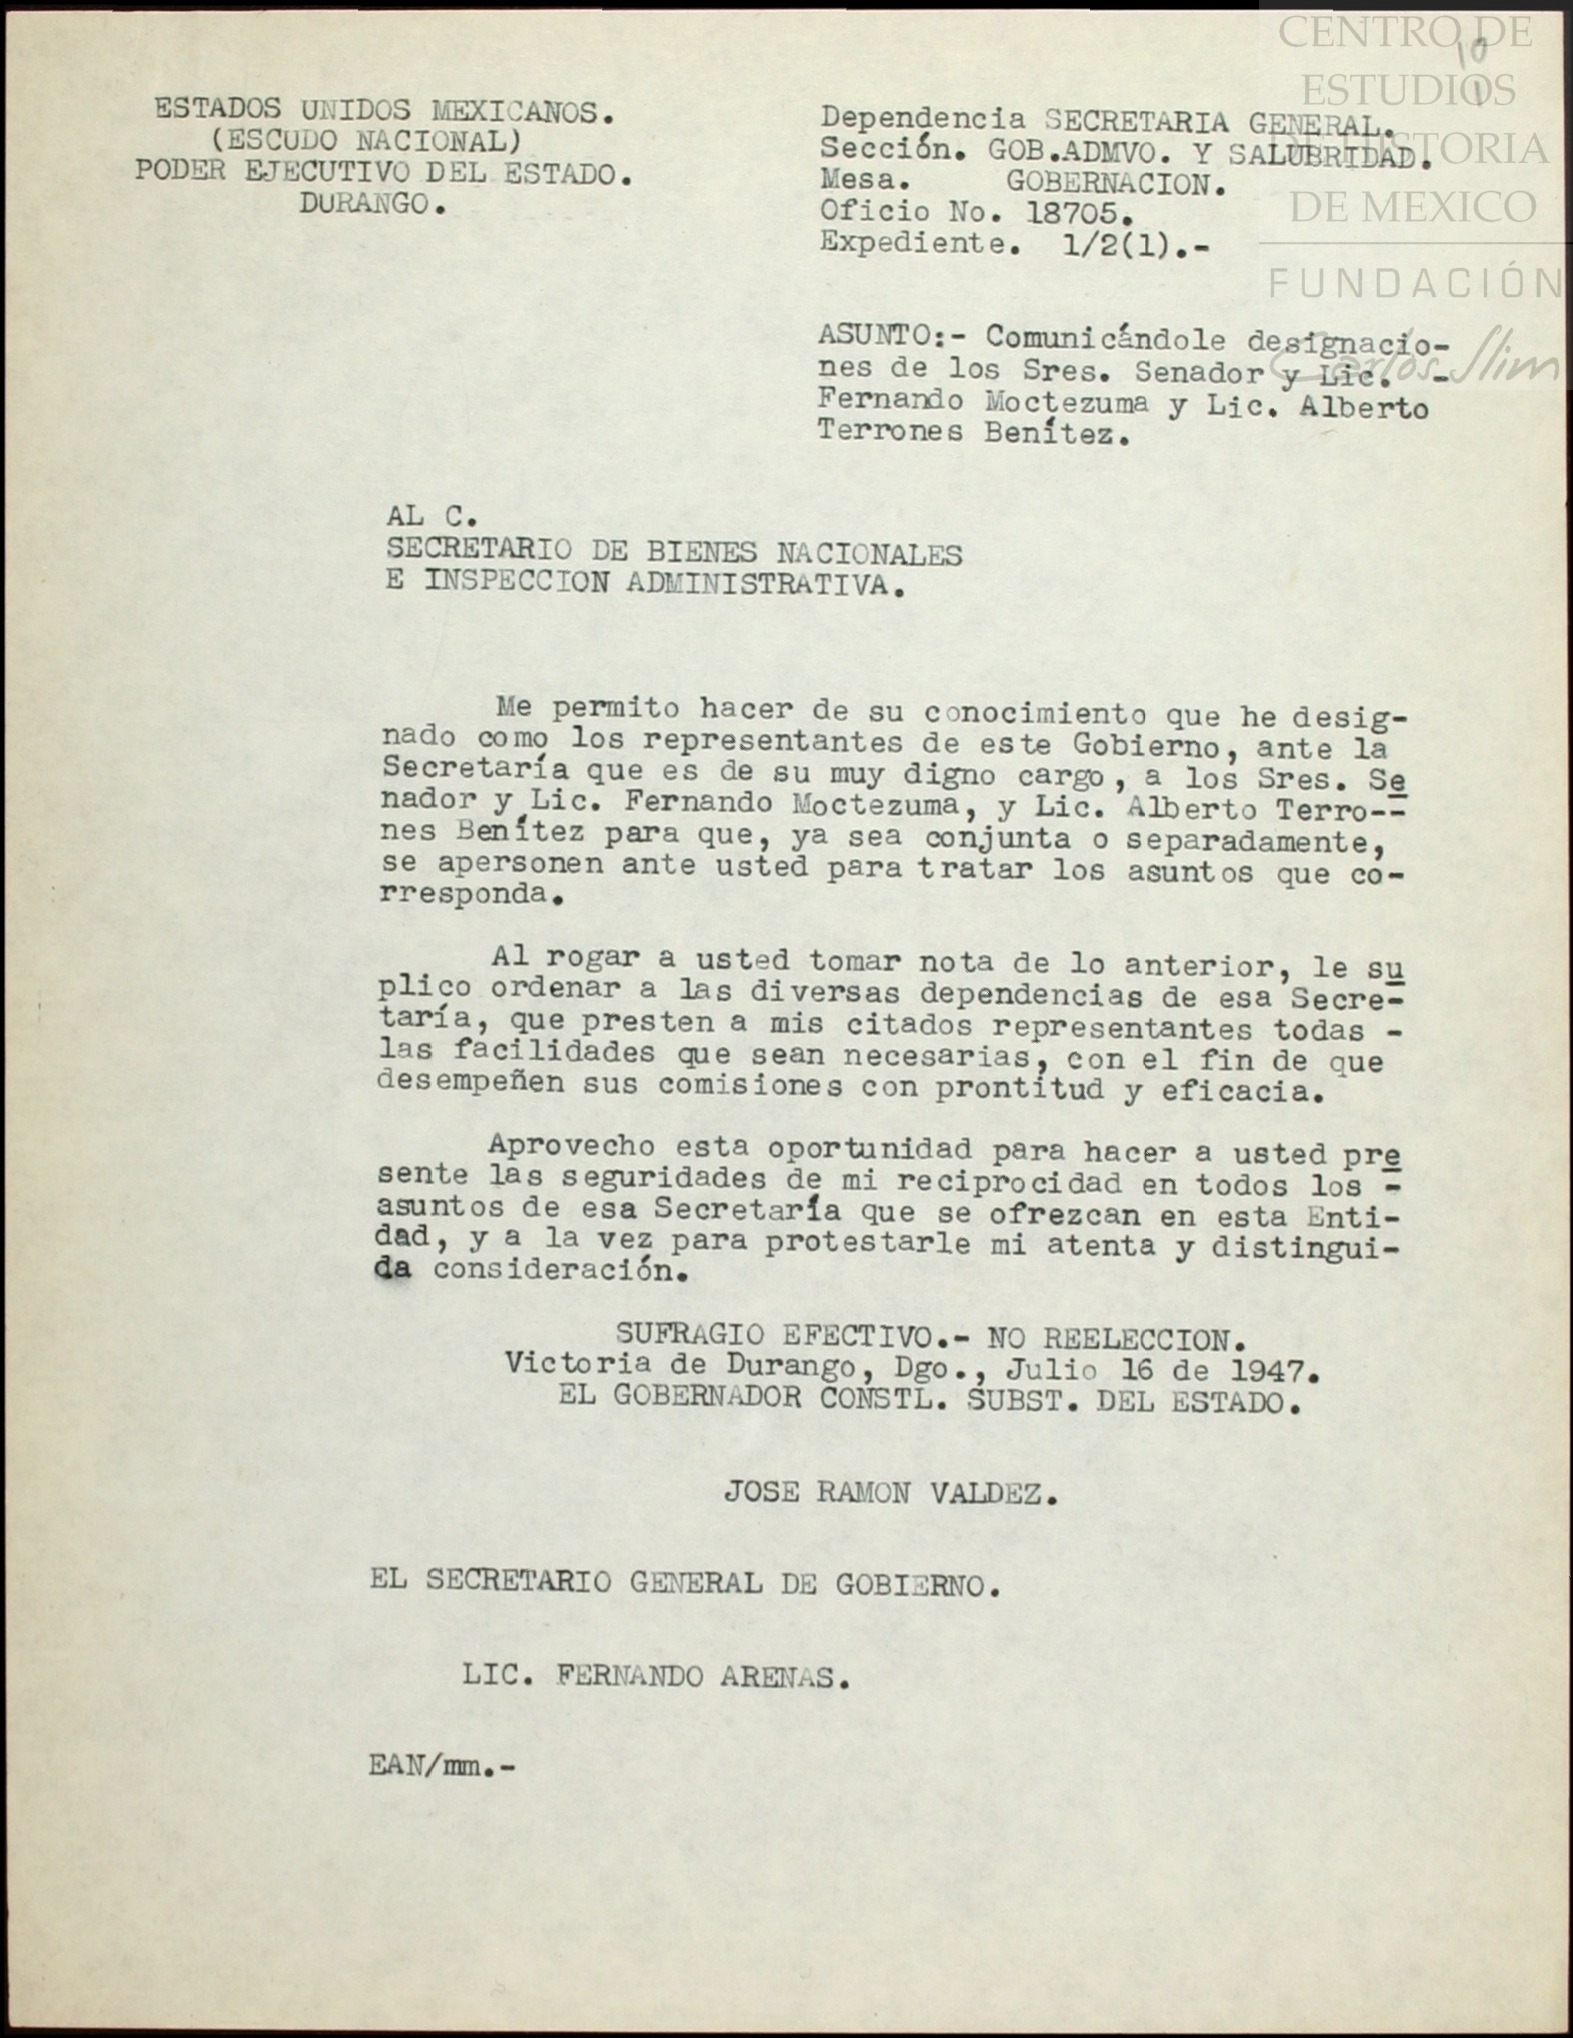 CENTRO DE
ESTUDIOS
DE HISTORIA
DE MEXICO
FUNDACIÓN
Carlos Slim
10
1
ESTADOS UNIDOS MEXICANOS.
(ESCUDO NACIONAL)
PODER EJECUTIVO DEL ESTADO.
DURANGO.
Dependencia SECRETARIA GENERAL.
Sección. GOB.ADMVO. Y SALUBRIDAD.
Mesa. GOBERNACION.
Oficio No. 18705.
Expediente. 1/2(1).-
ASUNTO:- Comunicándole designacio-
nes de los Sres. Senador y Lic. -
Fernando Moctezuma y Lic. Alberto
Terrones Benítez.
AL C.
SECRETARIO DE BIENES NACIONALES
E INSPECCION ADMINISTRATIVA.
Me permito hacer de su conocimiento que he desig-
nado como los representantes de este Gobierno, ante la
Secretaría que es de su muy digno cargo, a los Sres. Se
nador y Lic. Fernando Moctezuma, y Lic. Alberto Terro--
nes Benítez para que, ya sea conjunta o separadamente,
se apersonen ante usted para tratar los asuntos que co-
rresponda.
Al rogar a usted tomar nota de lo anterior, le su
plico ordenar a las diversas dependencias de esa Secre-
taría, que presten a mis citados representantes todas -
las facilidades que sean necesarias, con el fin de que
desempeñen sus comisiones con prontitud y eficacia.
Aprovecho esta oportunidad para hacer a usted pre
sente las seguridades de mi reciprocidad en todos los -
asuntos de esa Secretaría que se ofrezcan en esta Enti-
dad, y a la vez para protestarle mi atenta y distingui-
da consideración.
SUFRAGIO EFECTIVO.- NO REELECCION.
Victoria de Durango, Dgo., Julio 16 de 1947.
EL GOBERNADOR CONSTL. SUBST. DEL ESTADO.
JOSE RAMON VALDEZ.
EL SECRETARIO GENERAL DE GOBIERNO.
LIC. FERNANDO ARENAS.
EAN/mm.-